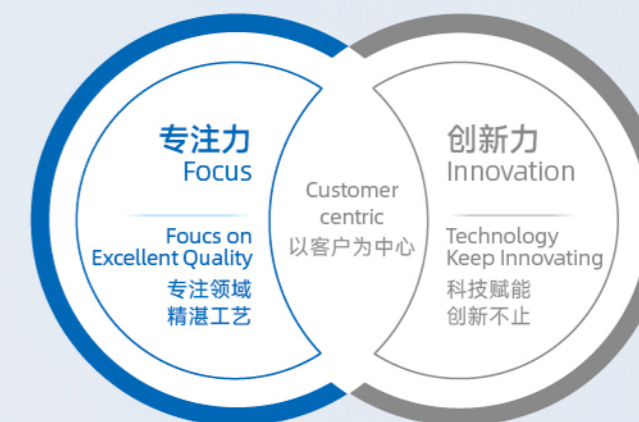 专注力
Focus
Foucs on
Excellent Quality
专注领域
精湛工艺
Customer
centric
以客户为中心
创新力
Innovation
Technology
Keep Innovating
科技赋能
创新不止